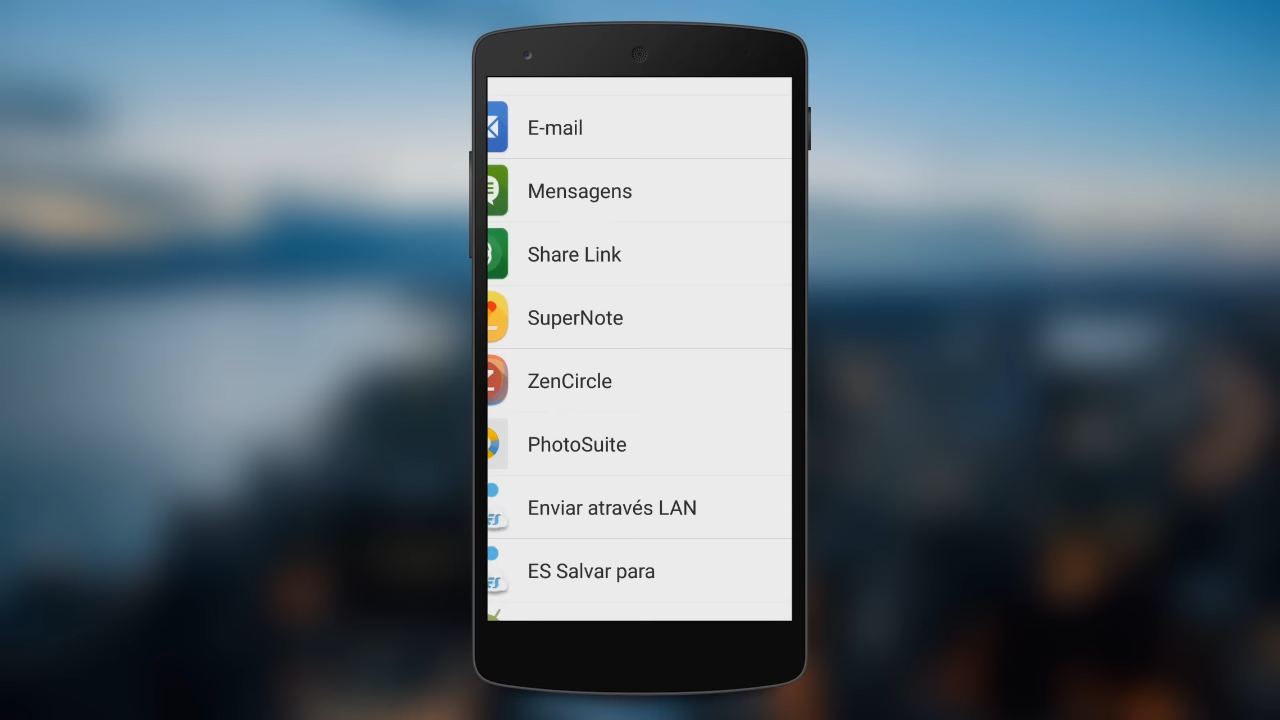 E-mail
Mensagens
Share Link
SuperNote
ZenCircle
PhotoSuite
Enviar através LAN
ES Salvar para